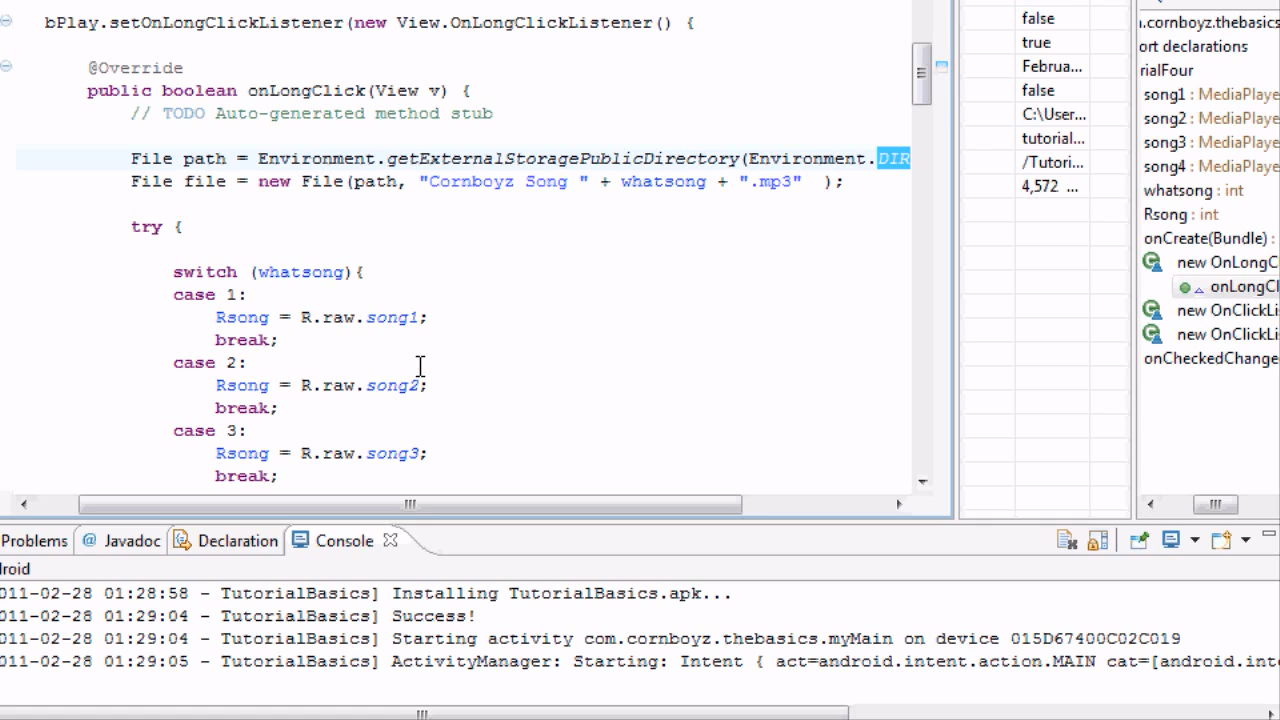 bPlay.setOnLongClickListener(new View.OnLongClickListener() {
@Override
public boolean onLongClick(View v) {
// TODO Auto-generated method stub
File path = Environment.getExternalStoragePublicDirectory(Environment.DIR
File file = new File(path, "Cornboyz Song " + whatsong + ".mp3"  );
try {
switch (whatsong){
case 1:
Rsong = R.raw.song1;
break;
case 2:
Rsong = R.raw.song2;
break;
case 3:
Rsong = R.raw.song3;
break;
false
true
Februa...
false
C:\User...
tutorial...
/Tutori...
4,572 ...
.cornboyz.thebasics
ort declarations
rialFour
song1 : MediaPlaye
song2 : MediaPlaye
song3 : MediaPlaye
song4 : MediaPlaye
whatsong : int
Rsong : int
onCreate(Bundle) :
new OnLongC
onLongCl
new OnClickLi
new OnClickLi
onCheckedChange
Problems @ Javadoc Declaration Console
roid
011-02-28 01:28:58 - TutorialBasics] Installing TutorialBasics.apk...
011-02-28 01:29:04 - TutorialBasics] Success!
011-02-28 01:29:04 - TutorialBasics] Starting activity com.cornboyz.thebasics.myMain on device 015D67400C02C019
011-02-28 01:29:05 - TutorialBasics] ActivityManager: Starting: Intent { act=android.intent.action.MAIN cat=[android.inte